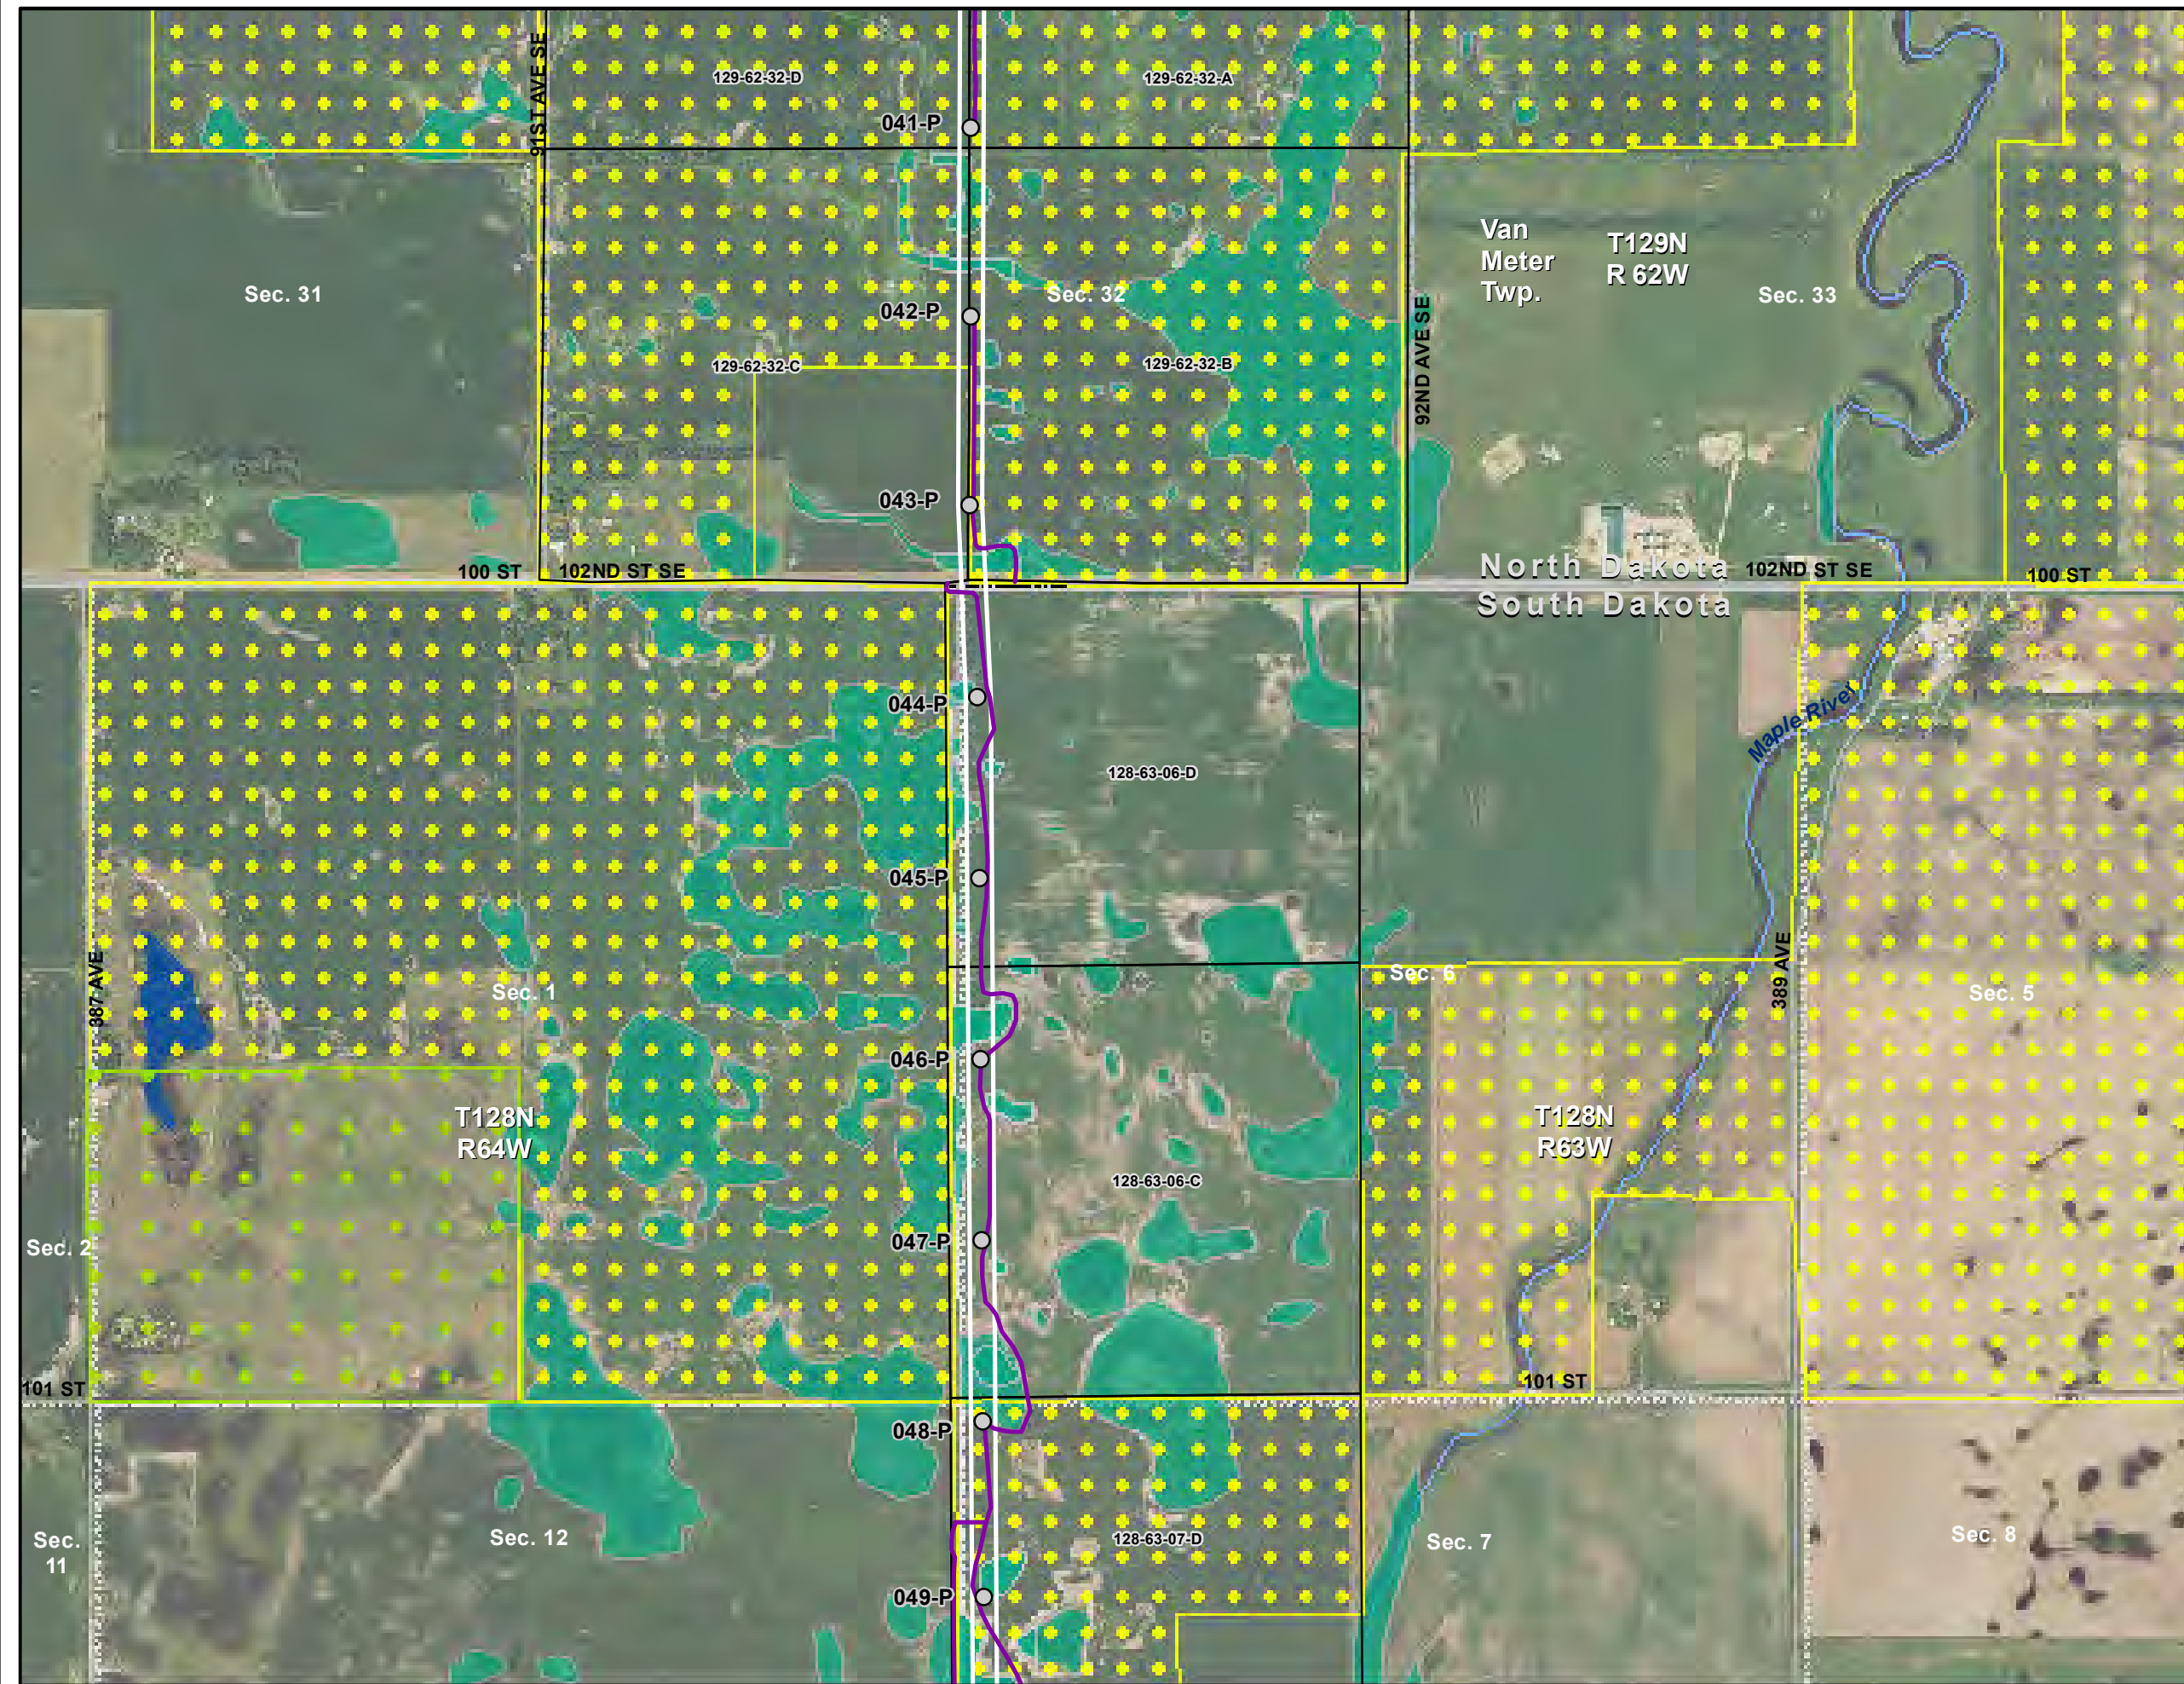 91ST AVE SE
129-62-32-D
129-62-32-A
041-P
Van
Meter
Twp.
T129N
R 62W
Sec. 31
Sec. 32
Sec. 33
042-P
92ND AVE SE
129-62-32-C
129-62-32-B
043-P
100 ST
102ND ST SE
North Dakota
102ND ST SE
100 ST
South Dakota
044-P
Maple River
128-63-06-D
045-P
387 AVE
389 AVE
Sec. 1
Sec. 6
Sec. 5
046-P
T128N
R64W
T128N
R63W
128-63-06-C
Sec. 2
047-P
101 ST
101 ST
048-P
Sec.
11
Sec. 12
128-63-07-D
Sec. 7
Sec. 8
049-P